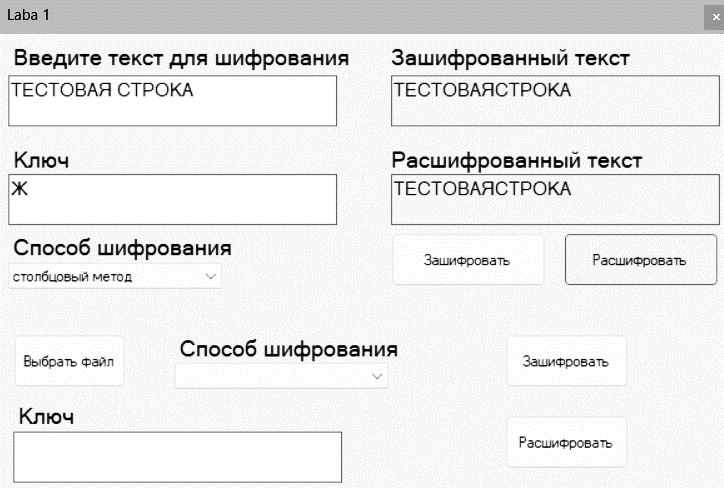 Laba 1
Введите текст для шифрования
ТЕСТОВАЯ СТРОКА
Зашифрованный текст
ТЕСТОВАЯСТРОКА
Ключ
Ж
Расшифрованный текст
ТЕСТОВАЯСТРОКА
Способ шифрования
столбцовый метод
Зашифровать
Расшифровать
Выбрать файл
Способ шифрования
Зашифровать
Ключ
Расшифровать